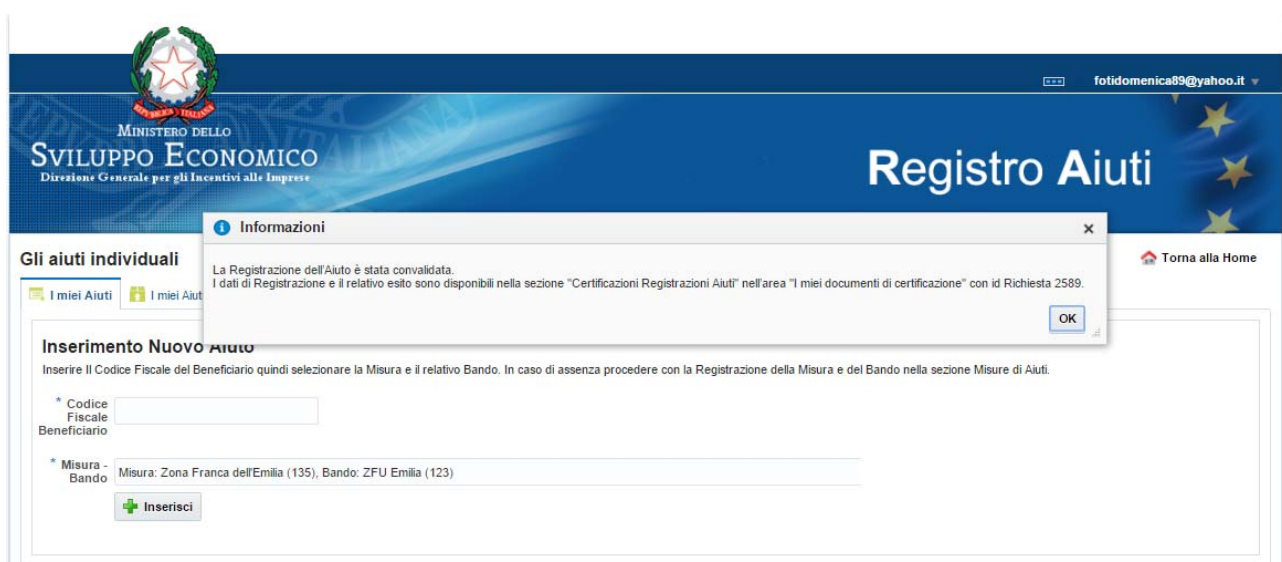 fotidomenica89@yahoo.it
REPVBBLICA ITALIANA
MINISTERO DELLO
SVILUPPO ECONOMICO
Direzione Generale per gli Incentivi alle Imprese
Registro Aiuti
Informazioni
La Registrazione dell'Aiuto è stata convalidata.
I dati di Registrazione e il relativo esito sono disponibili nella sezione "Certificazioni Registrazioni Aiuti" nell'area "I miei documenti di certificazione" con id Richiesta 2589.
OK
Gli aiuti individuali
Torna alla Home
I miei Aiuti
I miei Aiut
Inserimento Nuovo Aiuto
Inserire Il Codice Fiscale del Beneficiario quindi selezionare la Misura e il relativo Bando. In caso di assenza procedere con la Registrazione della Misura e del Bando nella sezione Misure di Aiuti.
* Codice
Fiscale
Beneficiario
* Misura -
Bando
Misura: Zona Franca dell'Emilia (135), Bando: ZFU Emilia (123)
Inserisci